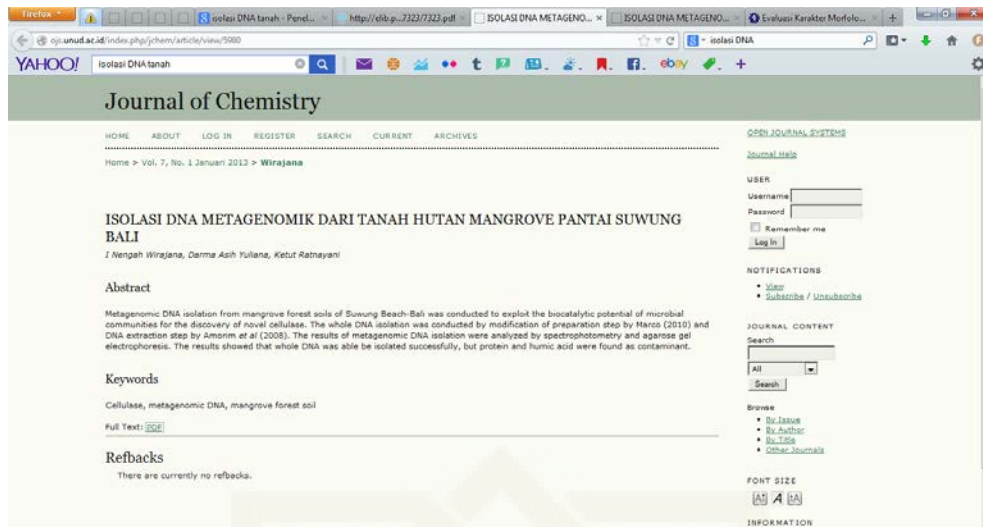 Firefox
isolasi DNA tanah - Penel...
http://elib.p...7323/7323.pdf
ISOLASI DNA METAGENO...
ISOLASI DNA METAGENO...
Evaluasi Karakter Morfolo...
ojs.unud.ac.id/index.php/jchem/article/view/5980
isolasi DNA
YAHOO!
isolasi DNA tanah
ebay
Journal of Chemistry
HOME ABOUT LOG IN REGISTER SEARCH CURRENT ARCHIVES
Home > Vol. 7, No. 1 Januari 2013 > Wirajana
ISOLASI DNA METAGENOMIK DARI TANAH HUTAN MANGROVE PANTAI SUWUNG
BALI
I Nengah Wirajana, Darma Asih Yuliana, Ketut Ratnayani
Abstract
Metagenomic DNA isolation from mangrove forest soils of Suwung Beach-Bali was conducted to exploit the biocatalytic potential of microbial
communities for the discovery of novel cellulase. The whole DNA isolation was conducted by modification of preparation step by Marco (2010) and
DNA extraction step by Amorim et al (2008). The results of metagenomic DNA isolation were analyzed by spectrophotometry and agarose gel
electrophoresis. The results showed that whole DNA was able be isolated successfully, but protein and humic acid were found as contaminant.
Keywords
Cellulase, metagenomic DNA, mangrove forest soil
Full Text: PDF
Refbacks
There are currently no refbacks.
OPEN JOURNAL SYSTEMS
Journal Help
USER
Username
Password
Remember me
Log In
NOTIFICATIONS
View
Subscribe / Unsubscribe
JOURNAL CONTENT
Search
All
Search
Browse
By Issue
By Author
By Title
Other Journals
FONT SIZE
INFORMATION